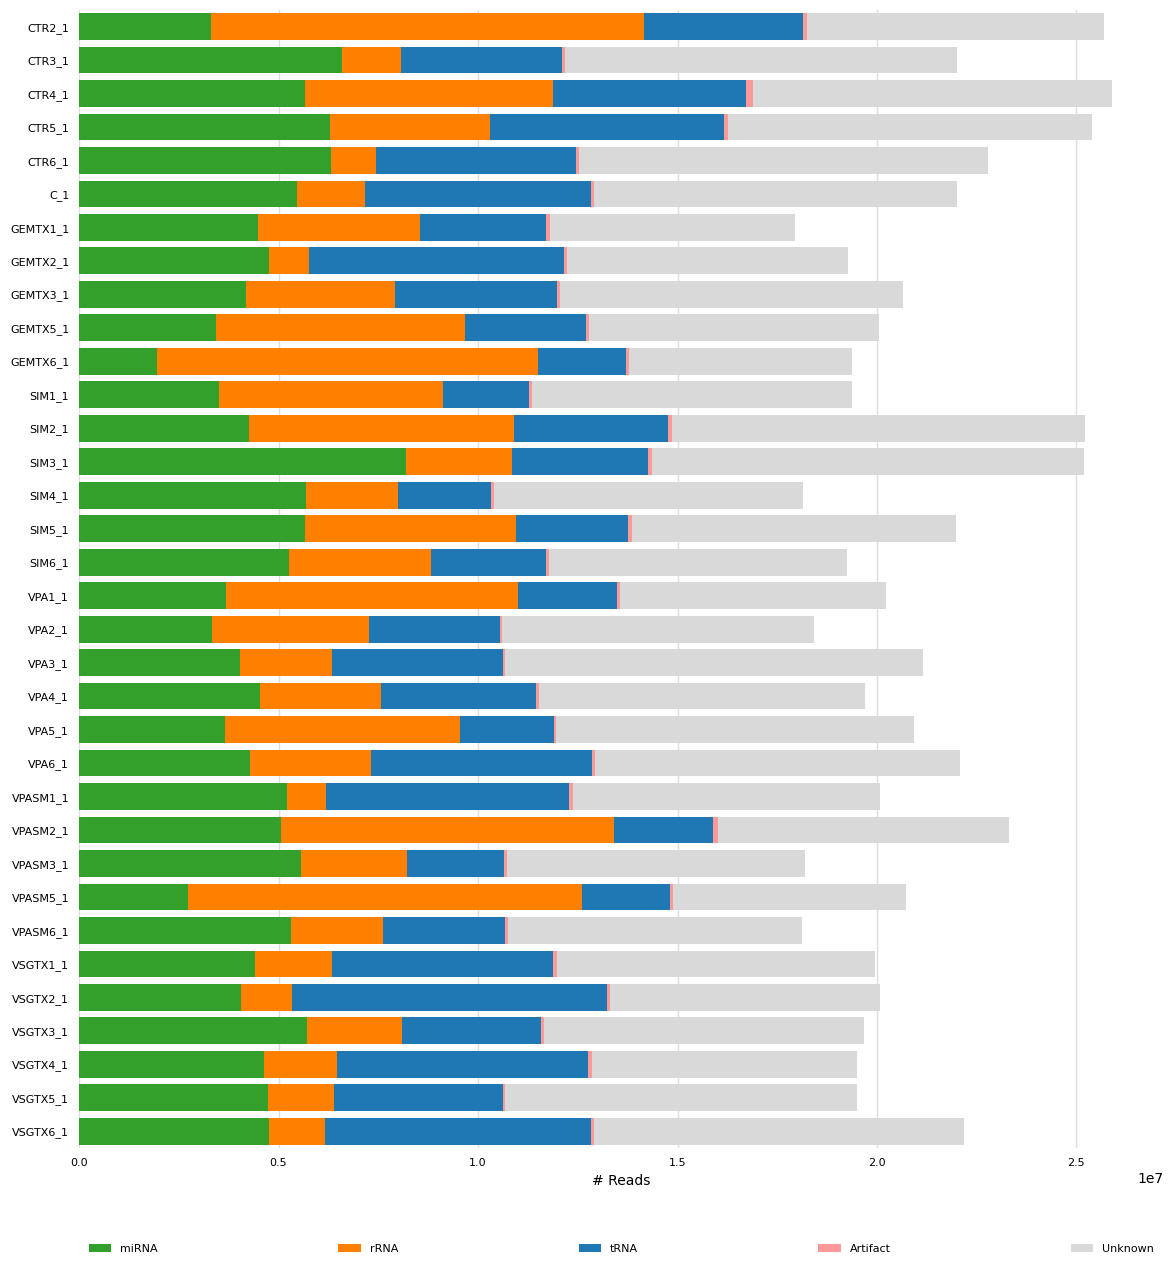 CTR2_1
CTR3_1
CTR4_1
CTR5_1
CTR6_1
C_1
GEMTX1_1
GEMTX2_1
GEMTX3_1
GEMTX5_1
GEMTX6_1
SIM1_1
SIM2_1
SIM3_1
SIM4_1
SIM5_1
SIM6_1
VPA1_1
VPA2_1
VPA3_1
VPA4_1
VPA5_1
VPA6_1
VPASM1_1
VPASM2_1
VPASM3_1
VPASM5_1
VPASM6_1
VSGTX1_1
VSGTX2_1
VSGTX3_1
VSGTX4_1
VSGTX5_1
VSGTX6_1
0.0 0.5 1.0 1.5 2.0 2.5
# Reads
1e7
miRNA rRNA tRNA Artifact Unknown